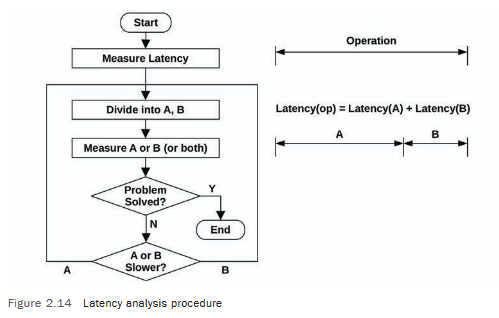 Start
Measure Latency
Divide into A, B
Measure A or B (or both)
Problem
Solved?
Y
End
N
A or B
Slower?
A
B
Operation
Latency(op) = Latency(A) + Latency(B)
A
B
Figure 2.14 Latency analysis procedure